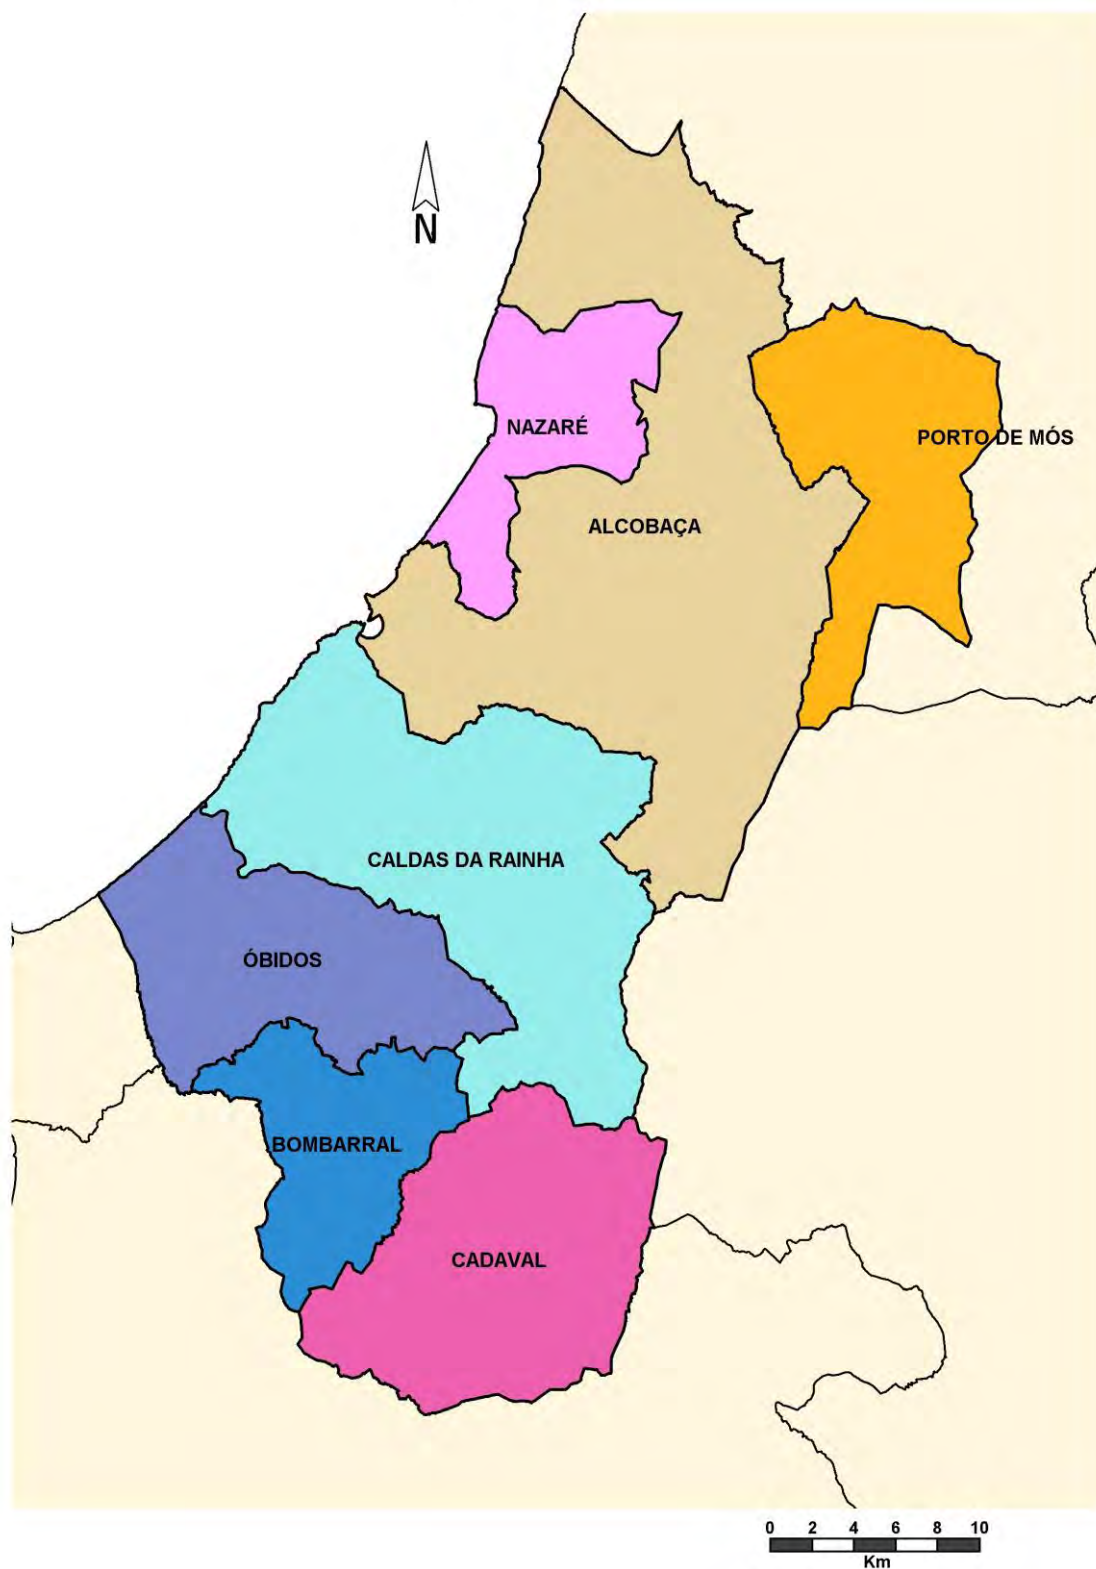 N
NAZARÉ
PORTO DE MÓS
ALCOBAÇA
CALDAS DA RAINHA
ÓBIDOS
BOMBARRAL
CADAVAL
0 2 4 6 8 10
Km